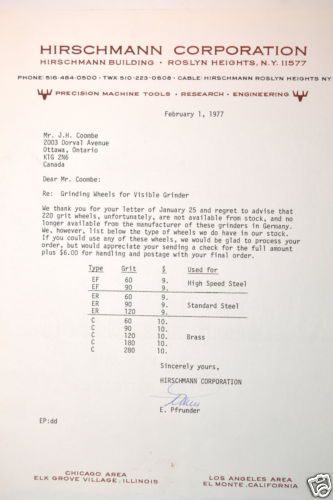 HIRSCHMANN CORPORATION
HIRSCHMANN BUILDING • ROSLYN HEIGHTS, N.Y. 11577
PHONE: 516-484-0500 • TWX 510-223-0608 • CABLE: HIRSCHMANN ROSLYN HEIGHTS NY
PRECISION MACHINE TOOLS • RESEARCH • ENGINEERING
February 1, 1977
Mr. J.H. Coombe
2003 Dorval Avenue
Ottawa, Ontario
K1G 2N6
Canada
Dear Mr. Coombe:
Re: Grinding Wheels for Visible Grinder
We thank you for your letter of January 25 and regret to advise that
220 grit wheels, unfortunately, are not available from stock, and no
longer available from the manufacturer of these grinders in Germany.
We, however, list below the type of wheels we do have in our stock.
If you could use any of these wheels, we would be glad to process your
order, but would appreciate your sending a check for the full amount
plus $6.00 for handling and postage with your final order.
Type Grit $ Used for
EF 60 9.
EF 90 9. High Speed Steel
ER 60 9.
ER 90 9. Standard Steel
ER 120 9.
C 60 10.
C 90 10.
C 120 10. Brass
C 180 10.
C 280 10.
Sincerely yours,
HIRSCHMANN CORPORATION
E. Pfrunder
EP:dd
CHICAGO AREA
ELK GROVE VILLAGE, ILLINOIS
LOS ANGELES AREA
EL MONTE, CALIFORNIA